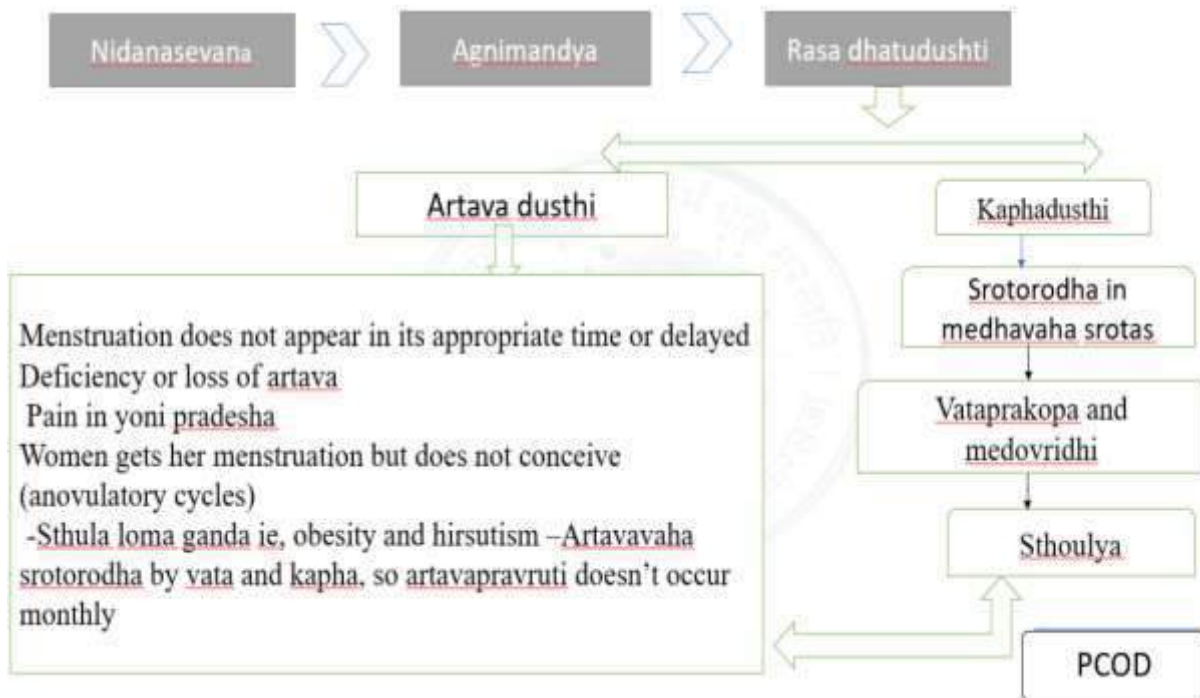 Nidanasevana
Agnimandya
Rasa dhatudushti
Artava dusthi
Kaphadusthi
Srotorodha in
medhavaha srotas
Vataprakopa and
medovridhi
Sthoulya
Menstruation does not appear in its appropriate time or delayed
Deficiency or loss of artava
Pain in yoni pradesha
Women gets her menstruation but does not conceive
(anovulatory cycles)
-Sthula loma ganda ie, obesity and hirsutism –Artavavaha
srotorodha by vata and kapha, so artavapravruti doesn't occur
monthly
PCOD